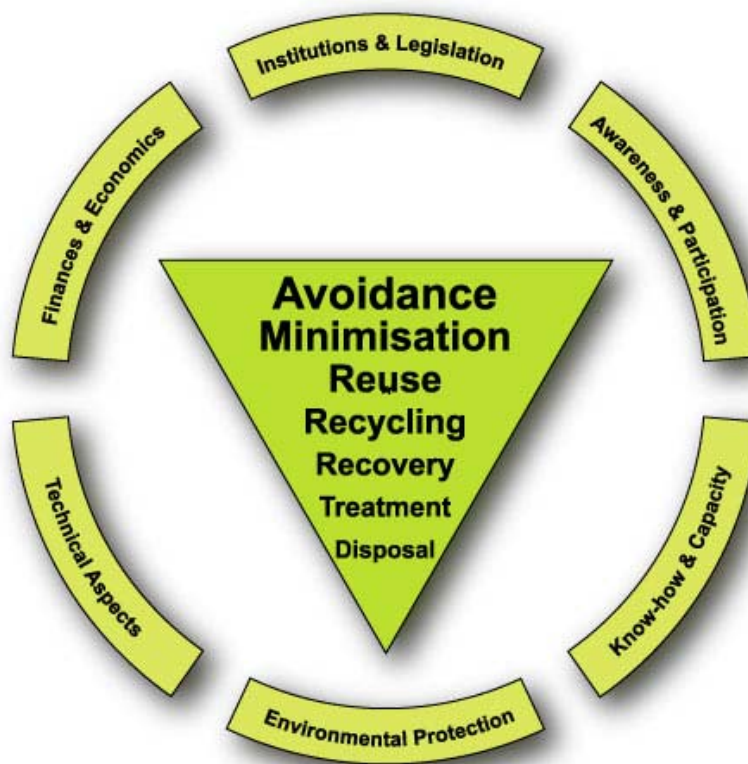 Institutions & Legislation
Awareness & Participation
Know-how & Capacity
Environmental Protection
Technical Aspects
Finances & Economics
Avoidance
Minimisation
Reuse
Recycling
Recovery
Treatment
Disposal